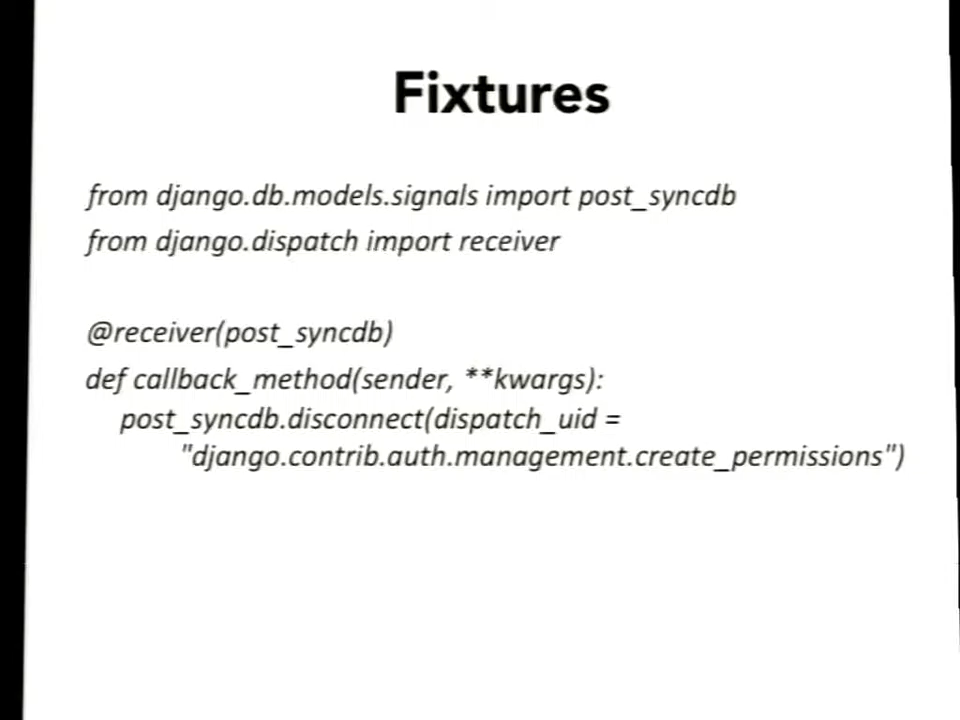 Fixtures
from django.db.models.signals import post_syncdb
from django.dispatch import receiver
@receiver(post_syncdb)
def callback_method(sender, **kwargs):
post_syncdb.disconnect(dispatch_uid =
"django.contrib.auth.management.create_permissions")